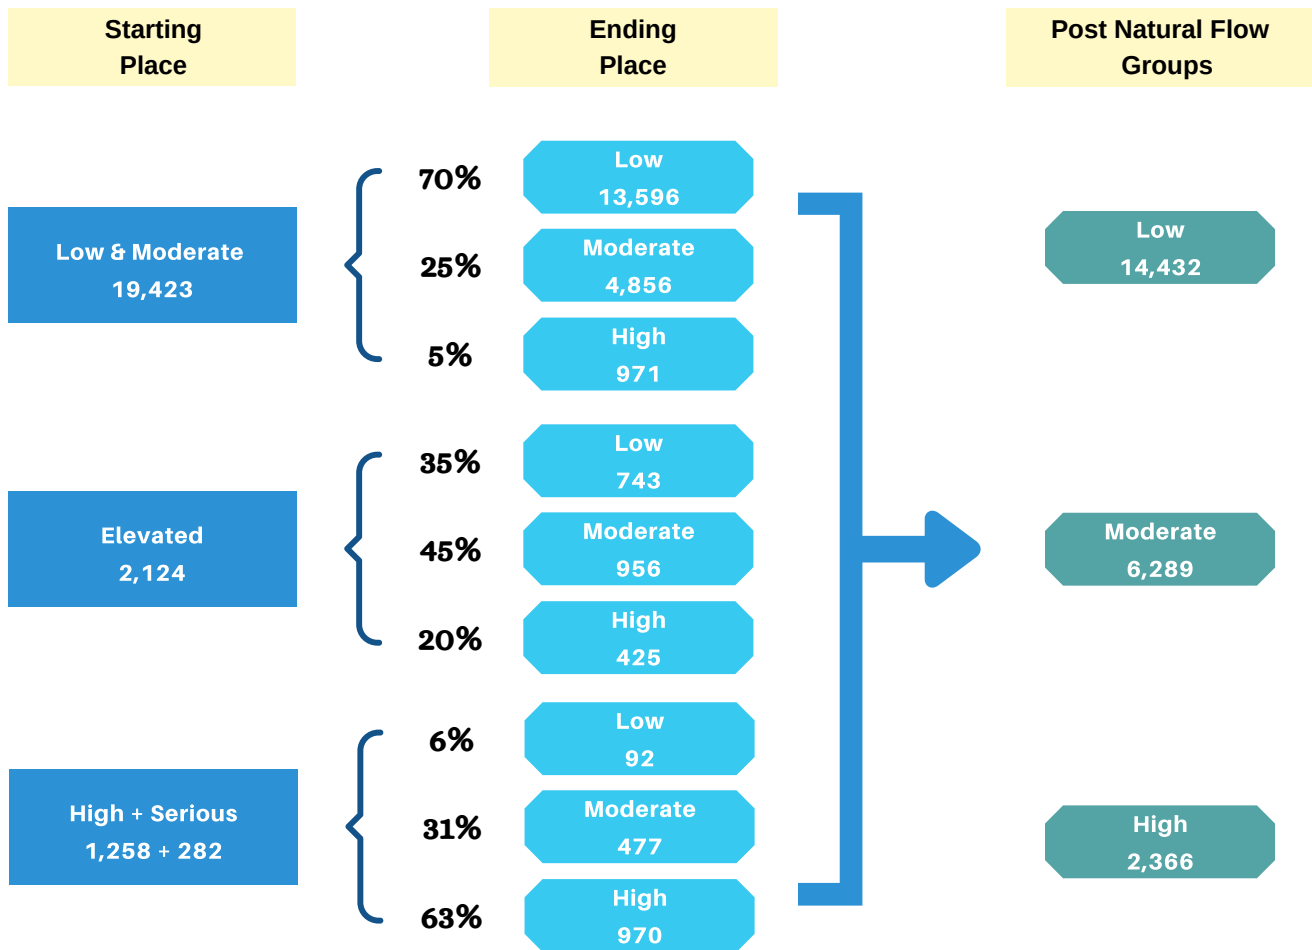 Starting
Place
Ending
Place
Post Natural Flow
Groups
Low & Moderate
19,423
70%
Low
13,596
25%
Moderate
4,856
5%
High
971
Elevated
2,124
35%
Low
743
45%
Moderate
956
20%
High
425
High + Serious
1,258 + 282
6%
Low
92
31%
Moderate
477
63%
High
970
Low
14,432
Moderate
6,289
High
2,366